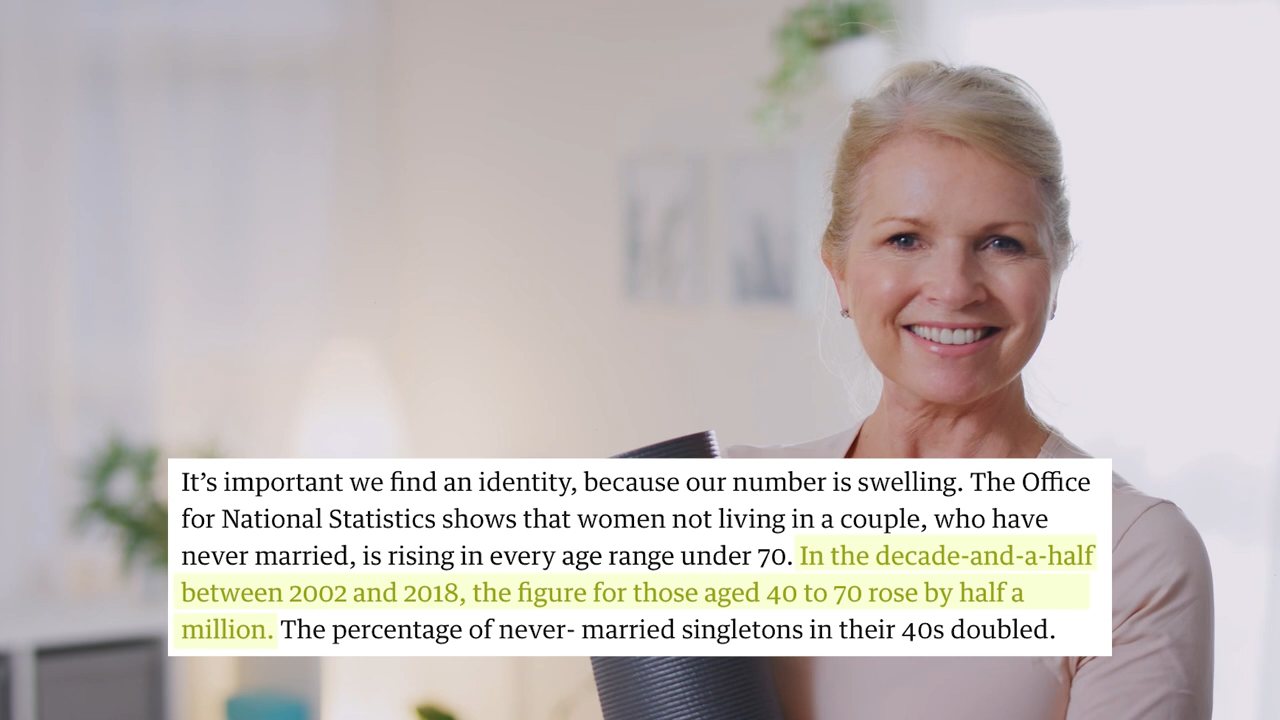 It’s important we find an identity, because our number is swelling. The Office
for National Statistics shows that women not living in a couple, who have
never married, is rising in every age range under 70. In the decade-and-a-half
between 2002 and 2018, the figure for those aged 40 to 70 rose by half a
million. The percentage of never- married singletons in their 40s doubled.